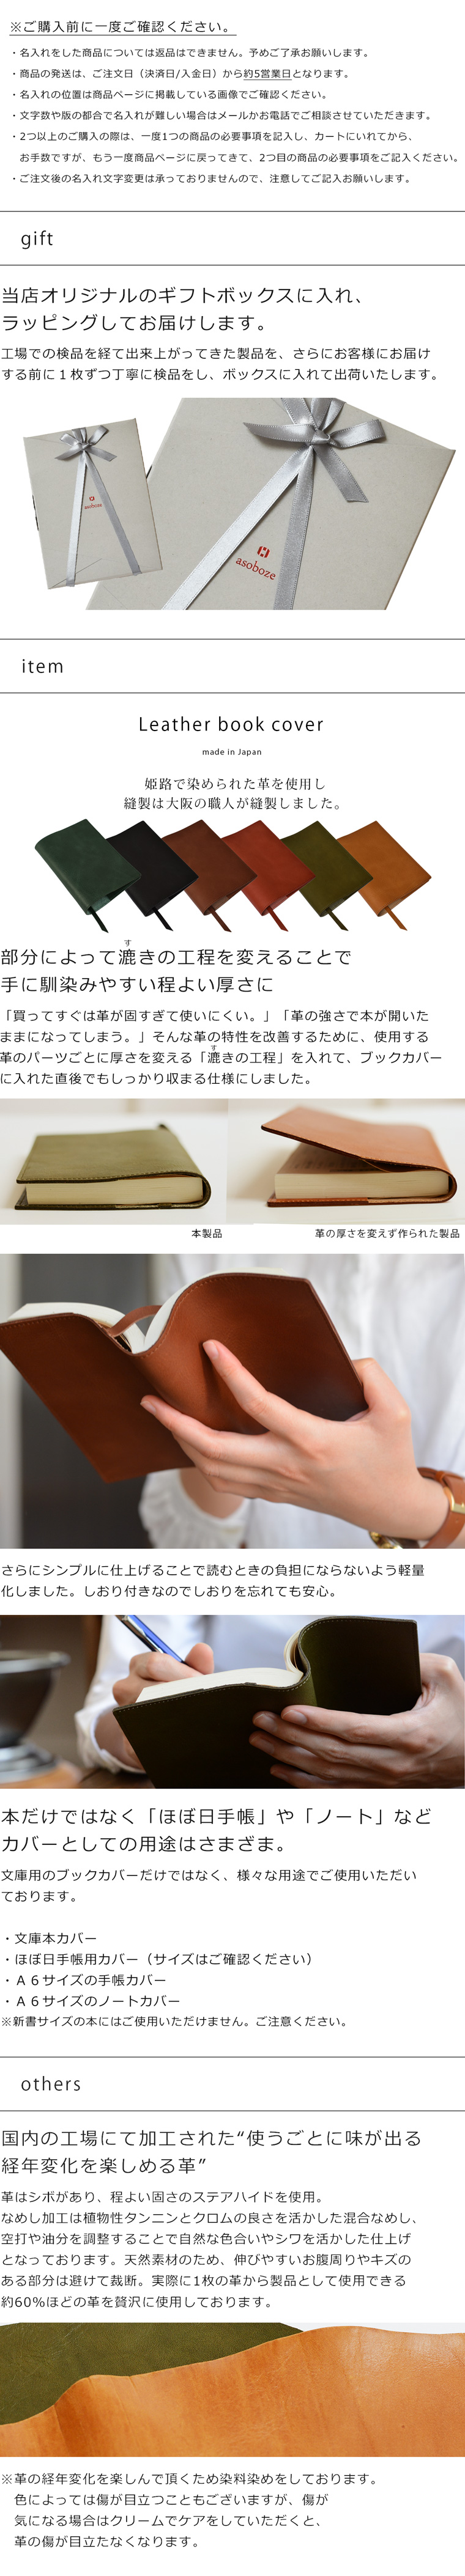 ※ご購入前に一度ご確認ください。
・名入れをした商品については返品はできません。予めご了承お願いします。
・商品の発送は、ご注文日（決済日/入金日）から約5営業日となります。
・名入れの位置は商品ページに掲載している画像でご確認ください。
・文字数や版の都合で名入れが難しい場合はメールかお電話でご相談させていただきます。
・2つ以上のご購入の際は、一度1つの商品の必要事項を記入し、カートにいれてから、
お手数ですが、もう一度商品ページに戻ってきて、2つ目の商品の必要事項をご記入ください。
・ご注文後の名入れ文字変更は承っておりませんので、注意してご記入お願いします。
gift
当店オリジナルのギフトボックスに入れ、
ラッピングしてお届けします。
工場での検品を経て出来上がってきた製品を、さらにお客様にお届け
する前に１枚ずつ丁寧に検品をし、ボックスに入れて出荷いたします。
asoboze
asoboze
item
Leather book cover
made in Japan
姫路で染められた革を使用し
縫製は大阪の職人が縫製しました。
す
部分によって漉きの工程を変えることで
手に馴染みやすい程よい厚さに
「買ってすぐは革が固すぎて使いにくい。」「革の強さで本が開いた
ままになってしまう。」そんな革の特性を改善するために、使用する
す
革のパーツごとに厚さを変える「漉きの工程」を入れて、ブックカバー
に入れた直後でもしっかり収まる仕様にしました。
本製品
革の厚さを変えず作られた製品
さらにシンプルに仕上げることで読むときの負担にならないよう軽量
化しました。しおり付きなのでしおりを忘れても安心。
本だけではなく「ほぼ日手帳」や「ノート」など
カバーとしての用途はさまざま。
文庫用のブックカバーだけではなく、様々な用途でご使用いただい
ております。
・文庫本カバー
・ほぼ日手帳用カバー（サイズはご確認ください）
・Ａ６サイズの手帳カバー
・Ａ６サイズのノートカバー
※新書サイズの本にはご使用いただけません。ご注意ください。
others
国内の工場にて加工された“使うごとに味が出る
経年変化を楽しめる革”
革はシボがあり、程よい固さのステアハイドを使用。
なめし加工は植物性タンニンとクロムの良さを活かした混合なめし、
空打や油分を調整することで自然な色合いやシワを活かした仕上げ
となっております。天然素材のため、伸びやすいお腹周りやキズの
ある部分は避けて裁断。実際に1枚の革から製品として使用できる
約60％ほどの革を贅沢に使用しております。
※革の経年変化を楽しんで頂くため染料染めをしております。
色によっては傷が目立つこともございますが、傷が
気になる場合はクリームでケアをしていただくと、
革の傷が目立たなくなります。